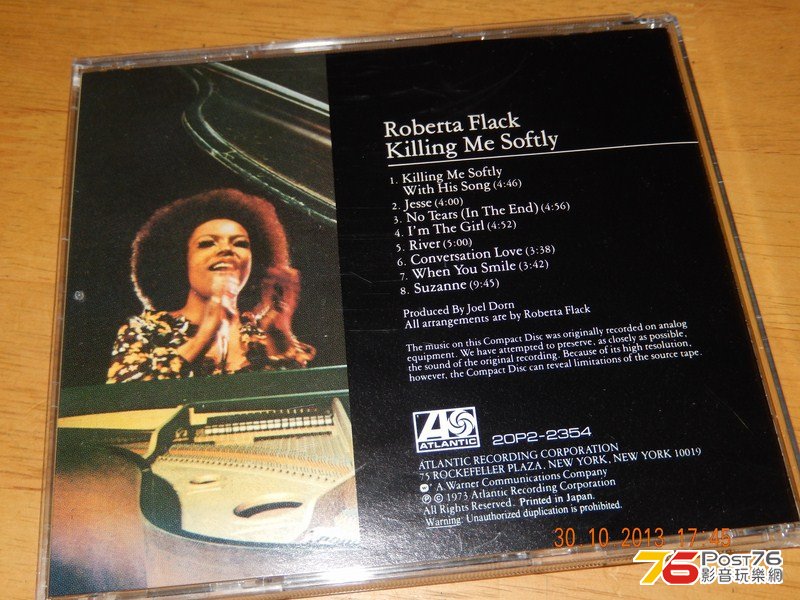 Roberta Flack
Killing Me Softly
1. Killing Me Softly
With His Song (4:46)
2. Jesse (4:00)
3. No Tears (In The End) (4:56)
4. I'm The Girl (4:52)
5. River (5:00)
6. Conversation Love (3:38)
7. When You Smile (3:42)
8. Suzanne (9:45)
Produced By Joel Dorn
All arrangements are by Roberta Flack
The music on this Compact Disc was originally recorded on analog
equipment. We have attempted to preserve, as closely as possible,
the sound of the original recording. Because of its high resolution,
however, the Compact Disc can reveal limitations of the source tape.
ATLANTIC
20P2-2354
ATLANTIC RECORDING CORPORATION
75 ROCKEFELLER PLAZA, NEW YORK, NEW YORK 10019
A Warner Communications Company
℗ © 1973 Atlantic Recording Corporation
All Rights Reserved. Printed in Japan.
Warning: Unauthorized duplication is prohibited.
30 10 2013 17:45
76 Post76
影音玩樂網